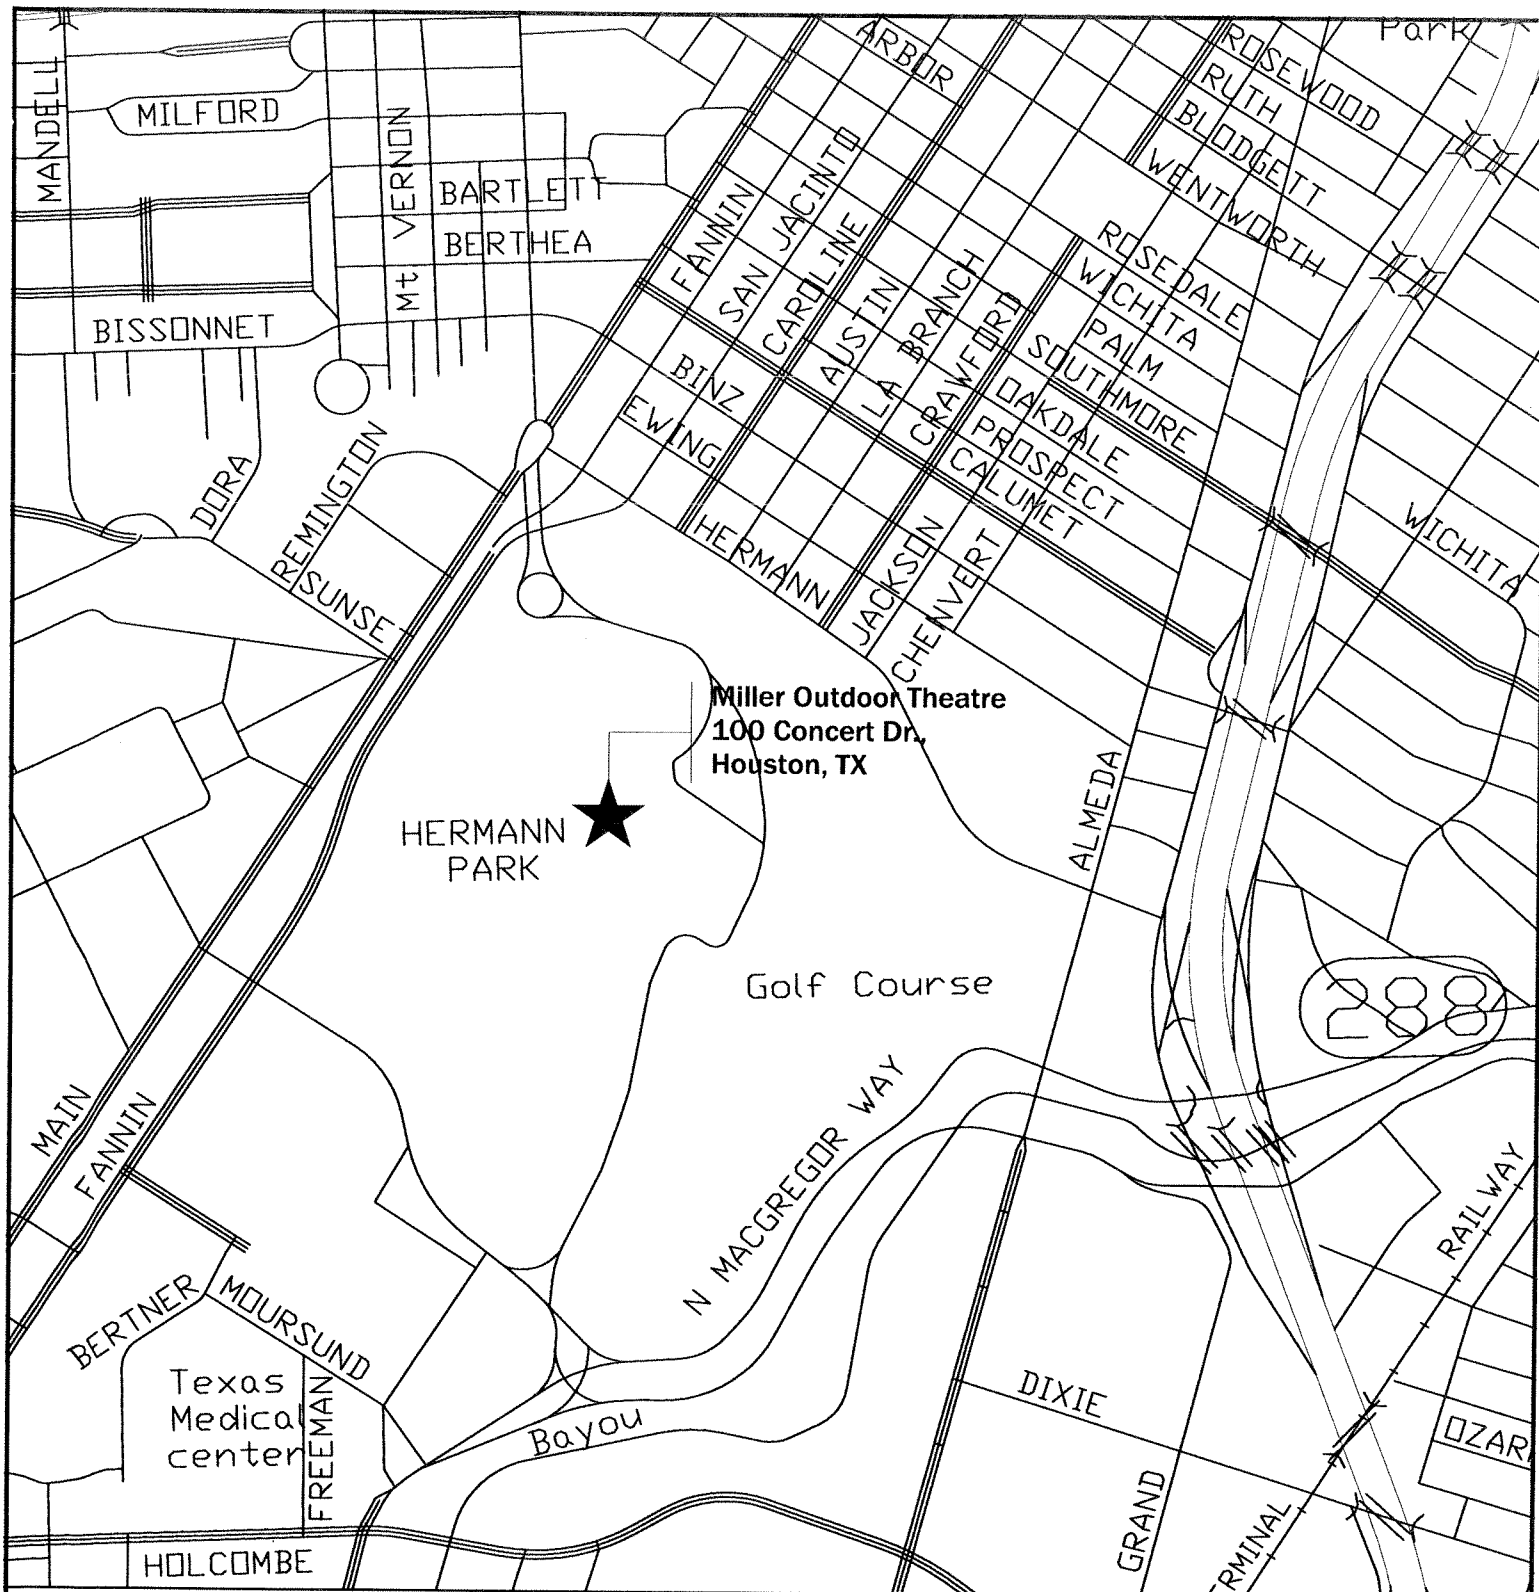 Park
MANDELL
MILFORD
Mt VERNON
BARTLETT
BERTHEA
BISSONNET
ARBOR
ROSEWOOD
RUTH
BLODGETT
WENTWORTH
FANNIN
SAN JACINTO
CAROLINE
AUSTIN
LA BRANCH
CRAWFORD
ROSEDALE
WICHITA
PALM
SOUTHMORE
OAKDALE
PROSPECT
CALUMET
BINZ
EWING
HERMANN
JACKSON
CHENVERT
WICHITA
DORA
REMINGTON
SUNSET
Miller Outdoor Theatre
100 Concert Dr.,
Houston, TX
HERMANN
PARK
ALMEDA
Golf Course
288
MAIN
FANNIN
N MACGREGOR WAY
RAILWAY
BERTNER
MOURSUND
Texas
Medical
center
FREEMAN
Bayou
DIXIE
OZAR
GRAND
ERMINAL
HOLCOMBE